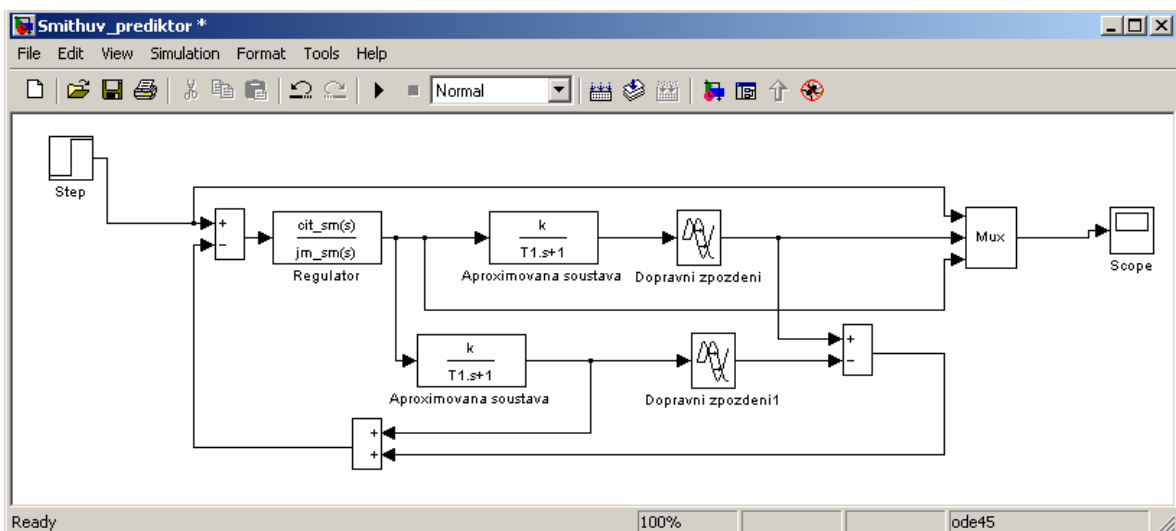 Smithuv_prediktor *
File Edit View Simulation Format Tools Help
Normal
Step
+
−
cit_sm(s)
jm_sm(s)
Regulator
k
T1.s+1
Aproximovana soustava
Dopravni zpozdeni
Mux
Scope
k
T1.s+1
Aproximovana soustava
Dopravni zpozdeni1
+
−
+
+
Ready 100% ode45